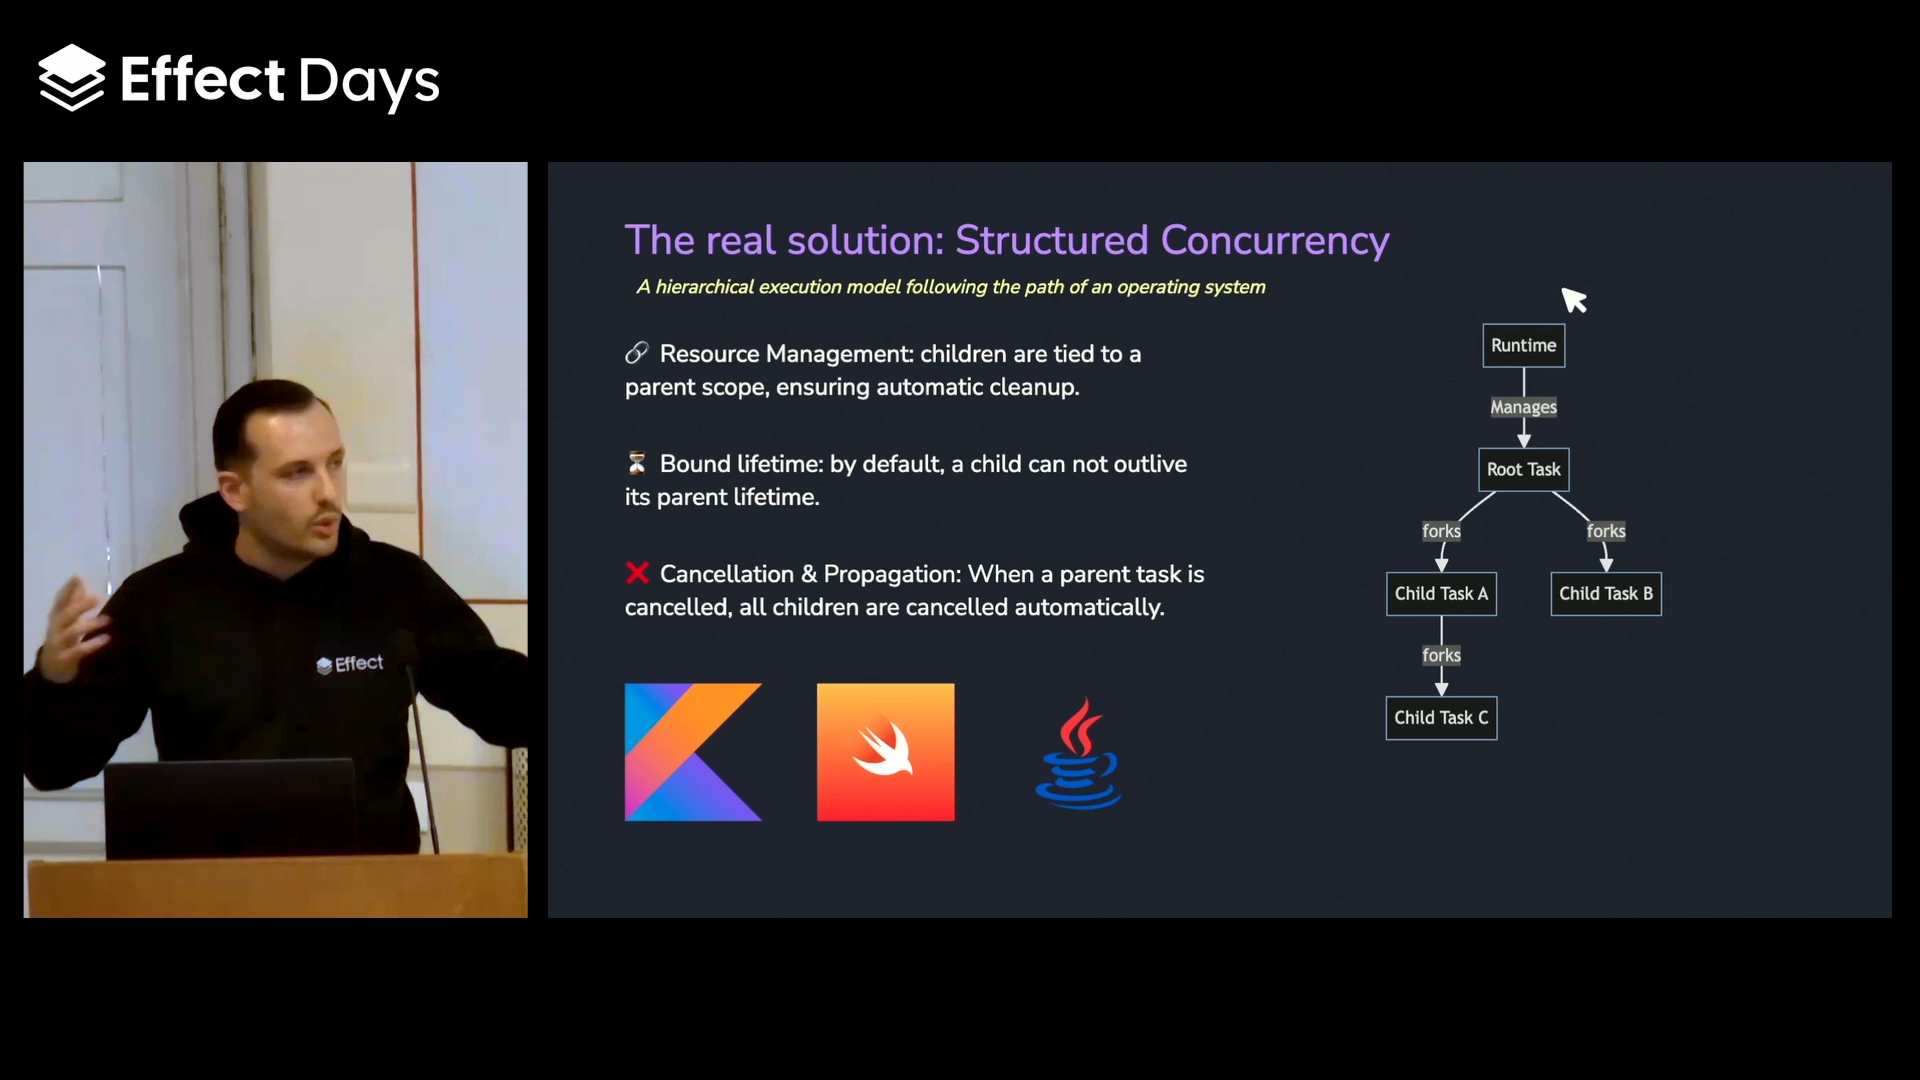 Effect Days
The real solution: Structured Concurrency
A hierarchical execution model following the path of an operating system
Resource Management: children are tied to a
parent scope, ensuring automatic cleanup.
Bound lifetime: by default, a child can not outlive
its parent lifetime.
Cancellation & Propagation: When a parent task is
cancelled, all children are cancelled automatically.
Runtime
Manages
Root Task
forks
forks
Child Task A
Child Task B
forks
Child Task C
Effect